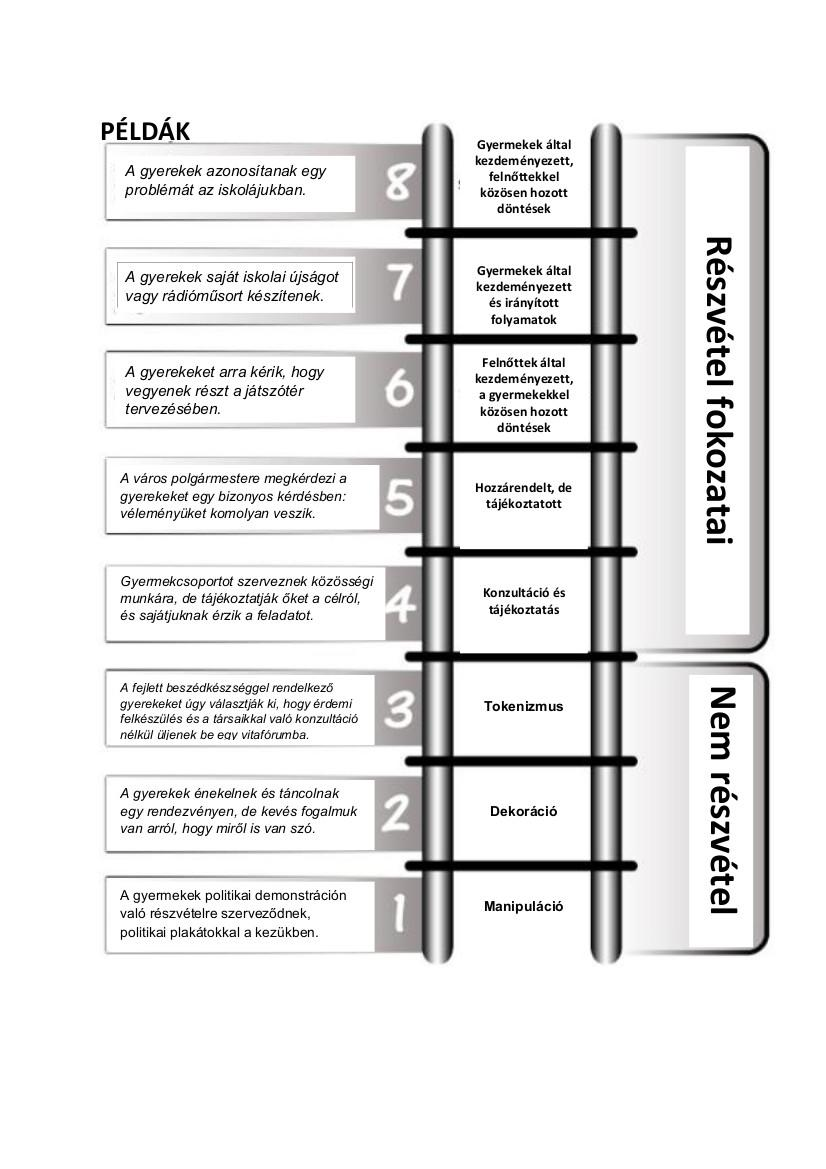 PÉLDÁK
A gyerekek azonosítanak egy
problémát az iskolájukban.
8
Gyermekek által
kezdeményezett,
felnőttekkel
közösen hozott
döntések
A gyerekek saját iskolai újságot
vagy rádióműsort készítenek.
7
Gyermekek által
kezdeményezett
és irányított
folyamatok
A gyerekeket arra kérik, hogy
vegyenek részt a játszótér
tervezésében.
6
Felnőttek által
kezdeményezett,
a gyermekekkel
közösen hozott
döntések
A város polgármestere megkérdezi a
gyerekeket egy bizonyos kérdésben:
véleményüket komolyan veszik.
5
Hozzárendelt, de
tájékoztatott
Gyermekcsoportot szerveznek közösségi
munkára, de tájékoztatják őket a célról,
és sajátjuknak érzik a feladatot.
4
Konzultáció és
tájékoztatás
Részvétel fokozatai
A fejlett beszédkészséggel rendelkező
gyerekeket úgy választják ki, hogy érdemi
felkészülés és a társaikkal való konzultáció
nélkül üljenek be egy vitafórumba.
3
Tokenizmus
A gyerekek énekelnek és táncolnak
egy rendezvényen, de kevés fogalmuk
van arról, hogy miről is van szó.
2
Dekoráció
A gyermekek politikai demonstráción
való részvételre szerveződnek,
politikai plakátokkal a kezükben.
1
Manipuláció
Nem részvétel